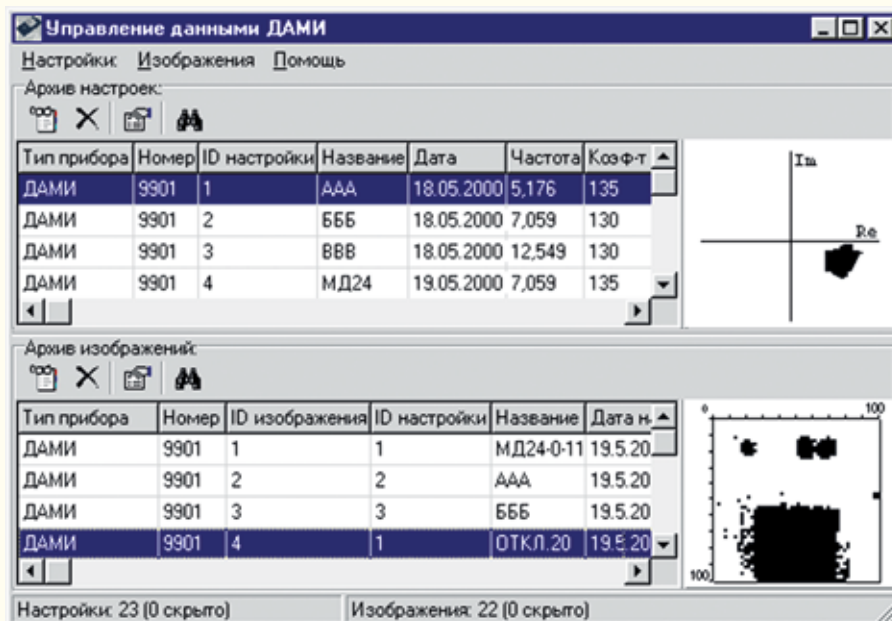 Управление данными ДАМИ
Настройки Изображения Помощь
Архив настроек:
Тип прибора Номер ID настройки Название Дата Частота Коэф-т
ДАМИ 9901 1 ААА 18.05.2000 5,176 135
ДАМИ 9901 2 БББ 18.05.2000 7,059 130
ДАМИ 9901 3 ВВВ 18.05.2000 12,549 130
ДАМИ 9901 4 МД24 19.05.2000 7,059 135
Im
Re
Архив изображений:
Тип прибора Номер ID изображения ID настройки Название Дата н
ДАМИ 9901 1 1 МД24-0-11 19.5.20
ДАМИ 9901 2 2 ААА 19.5.20
ДАМИ 9901 3 3 БББ 19.5.20
ДАМИ 9901 4 1 ОТКЛ.20 19.5.20
0 100
100
Настройки: 23 (0 скрыто) Изображения: 22 (0 скрыто)